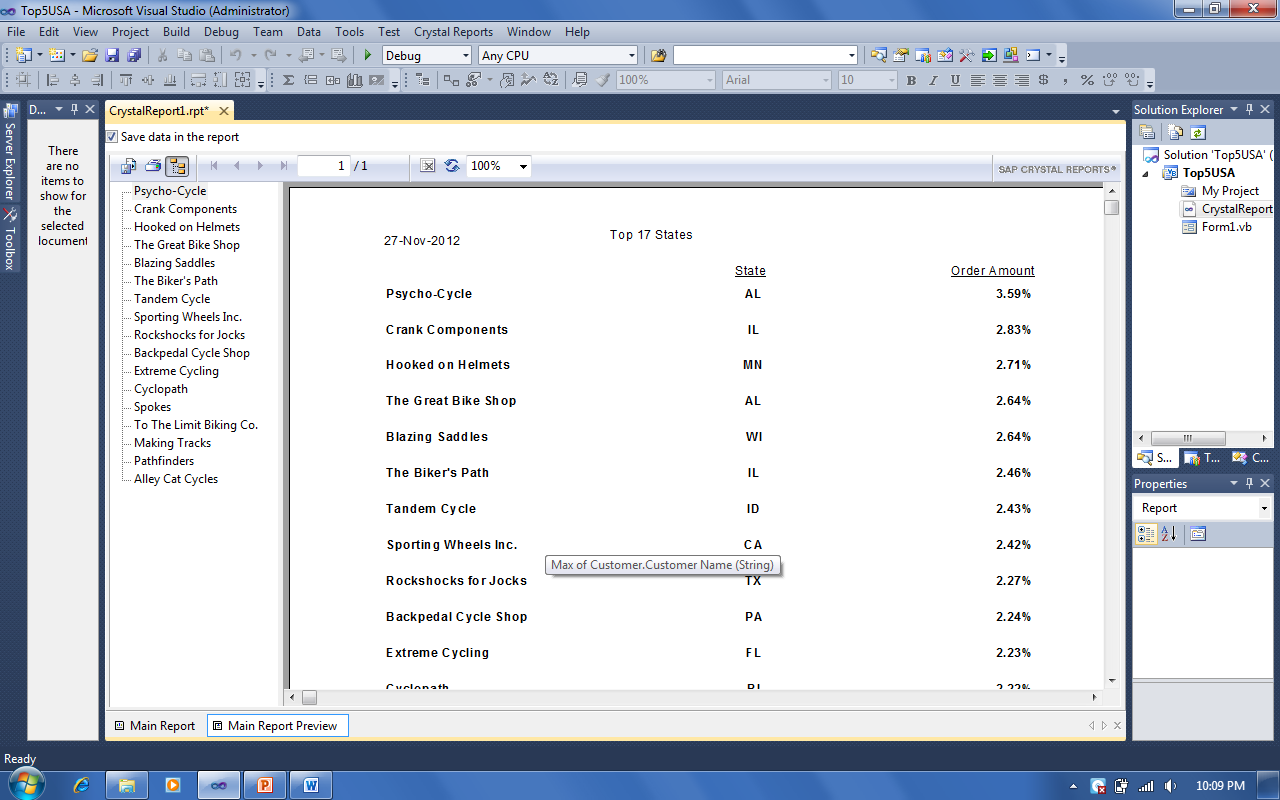 Top5USA - Microsoft Visual Studio (Administrator)
File Edit View Project Build Debug Team Data Tools Test Crystal Reports Window Help
Debug Any CPU
100% Arial 10 B I U $ , %
D... CrystalReport1.rpt* Solution Explorer
Server Explorer
Toolbox
There
are no
items to
show for
the
selected
document
Save data in the report
1 / 1 100% SAP CRYSTAL REPORTS
Psycho-Cycle
Crank Components
Hooked on Helmets
The Great Bike Shop
Blazing Saddles
The Biker's Path
Tandem Cycle
Sporting Wheels Inc.
Rockshocks for Jocks
Backpedal Cycle Shop
Extreme Cycling
Cyclopath
Spokes
To The Limit Biking Co.
Making Tracks
Pathfinders
Alley Cat Cycles
27-Nov-2012 Top 17 States
State Order Amount
Psycho-Cycle AL 3.59%
Crank Components IL 2.83%
Hooked on Helmets MN 2.71%
The Great Bike Shop AL 2.64%
Blazing Saddles WI 2.64%
The Biker's Path IL 2.46%
Tandem Cycle ID 2.43%
Sporting Wheels Inc. CA 2.42%
Max of Customer.Customer Name (String)
Rockshocks for Jocks TX 2.27%
Backpedal Cycle Shop PA 2.24%
Extreme Cycling FL 2.23%
Cyclopath 2.22%
Solution 'Top5USA' (
Top5USA
My Project
CrystalReport
Form1.vb
S... T... C...
Properties
Report
Main Report Main Report Preview
Ready
10:09 PM